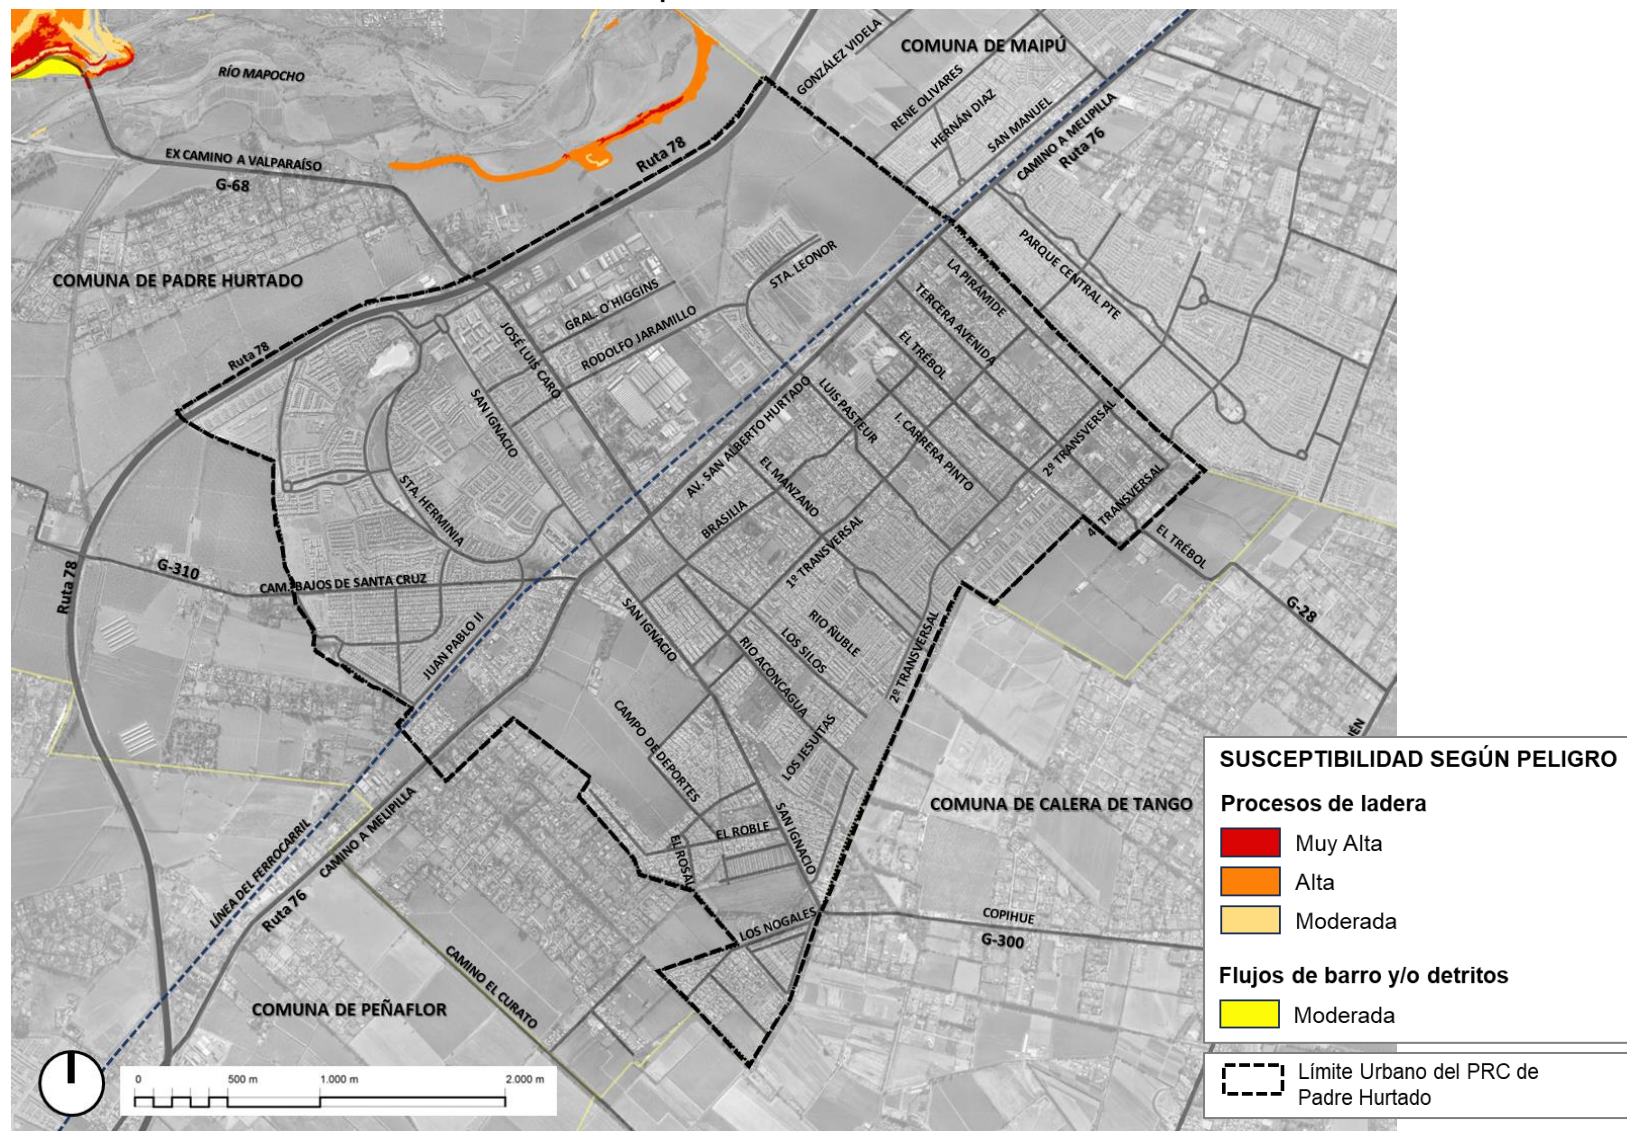 COMUNA DE MAIPÚ
GONZÁLEZ VIDELA
RENE OLIVARES
HERNÁN DIAZ
SAN MANUEL
CAMINO A MELIPILLA
Ruta 76
RÍO MAPOCHO
EX CAMINO A VALPARAÍSO
G-68
Ruta 78
COMUNA DE PADRE HURTADO
PARQUE CENTRAL PTE
LA PIRÁMIDE
TERCERA AVENIDA
EL TRÉBOL
STA. LEONOR
GRAL. O´HIGGINS
RODOLFO JARAMILLO
JOSÉ LUIS CARO
Ruta 78
SAN IGNACIO
LUIS PASTEUR
I. CARRERA PINTO
AV. SAN ALBERTO HURTADO
2º TRANSVERSAL
EL MANZANO
BRASILIA
4º TRANSVERSAL
STA. HERMINIA
1º TRANSVERSAL
EL TRÉBOL
Ruta 78
G-310
CAM. BAJOS DE SANTA CRUZ
G-28
JUAN PABLO II
SAN IGNACIO
RIO ÑUBLE
LOS SILOS
RIO ACONCAGUA
2º TRANSVERSAL
CAMPO DE DEPORTES
LOS JESUITAS
ÉN
SUSCEPTIBILIDAD SEGÚN PELIGRO
Procesos de ladera
Muy Alta
Alta
Moderada
Flujos de barro y/o detritos
Moderada
Límite Urbano del PRC de
Padre Hurtado
COMUNA DE CALERA DE TANGO
SAN IGNACIO
EL ROBLE
EL ROSAL
LÍNEA DEL FERROCARRIL
CAMINO A MELIPILLA
Ruta 76
LOS NOGALES
COPIHUE
G-300
CAMINO EL CURATO
COMUNA DE PEÑAFLOR
0 500 m 1.000 m 2.000 m